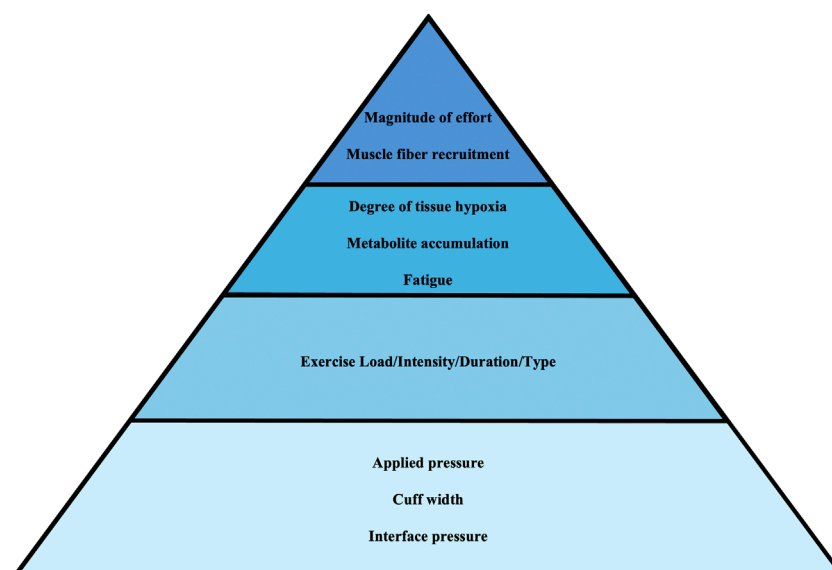 Magnitude of effort
Muscle fiber recruitment
Degree of tissue hypoxia
Metabolite accumulation
Fatigue
Exercise Load/Intensity/Duration/Type
Applied pressure
Cuff width
Interface pressure